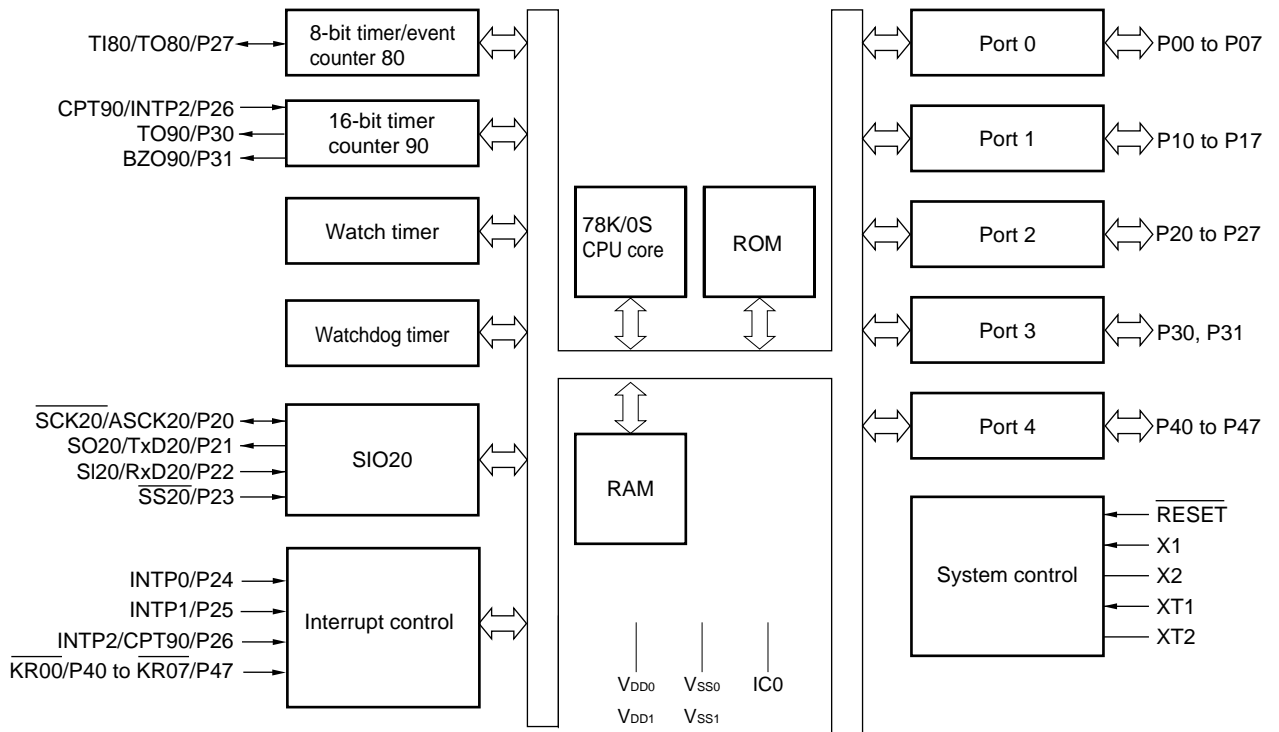 TI80/TO80/P27
8-bit timer/event
counter 80
CPT90/INTP2/P26
TO90/P30
BZO90/P31
16-bit timer
counter 90
Watch timer
Watchdog timer
SCK20/ASCK20/P20
SO20/TxD20/P21
SI20/RxD20/P22
SS20/P23
SIO20
INTP0/P24
INTP1/P25
INTP2/CPT90/P26
KR00/P40 to KR07/P47
Interrupt control
78K/0S
CPU core
ROM
RAM
VDD0
VDD1
VSS0
VSS1
IC0
Port 0
P00 to P07
Port 1
P10 to P17
Port 2
P20 to P27
Port 3
P30, P31
Port 4
P40 to P47
System control
RESET
X1
X2
XT1
XT2